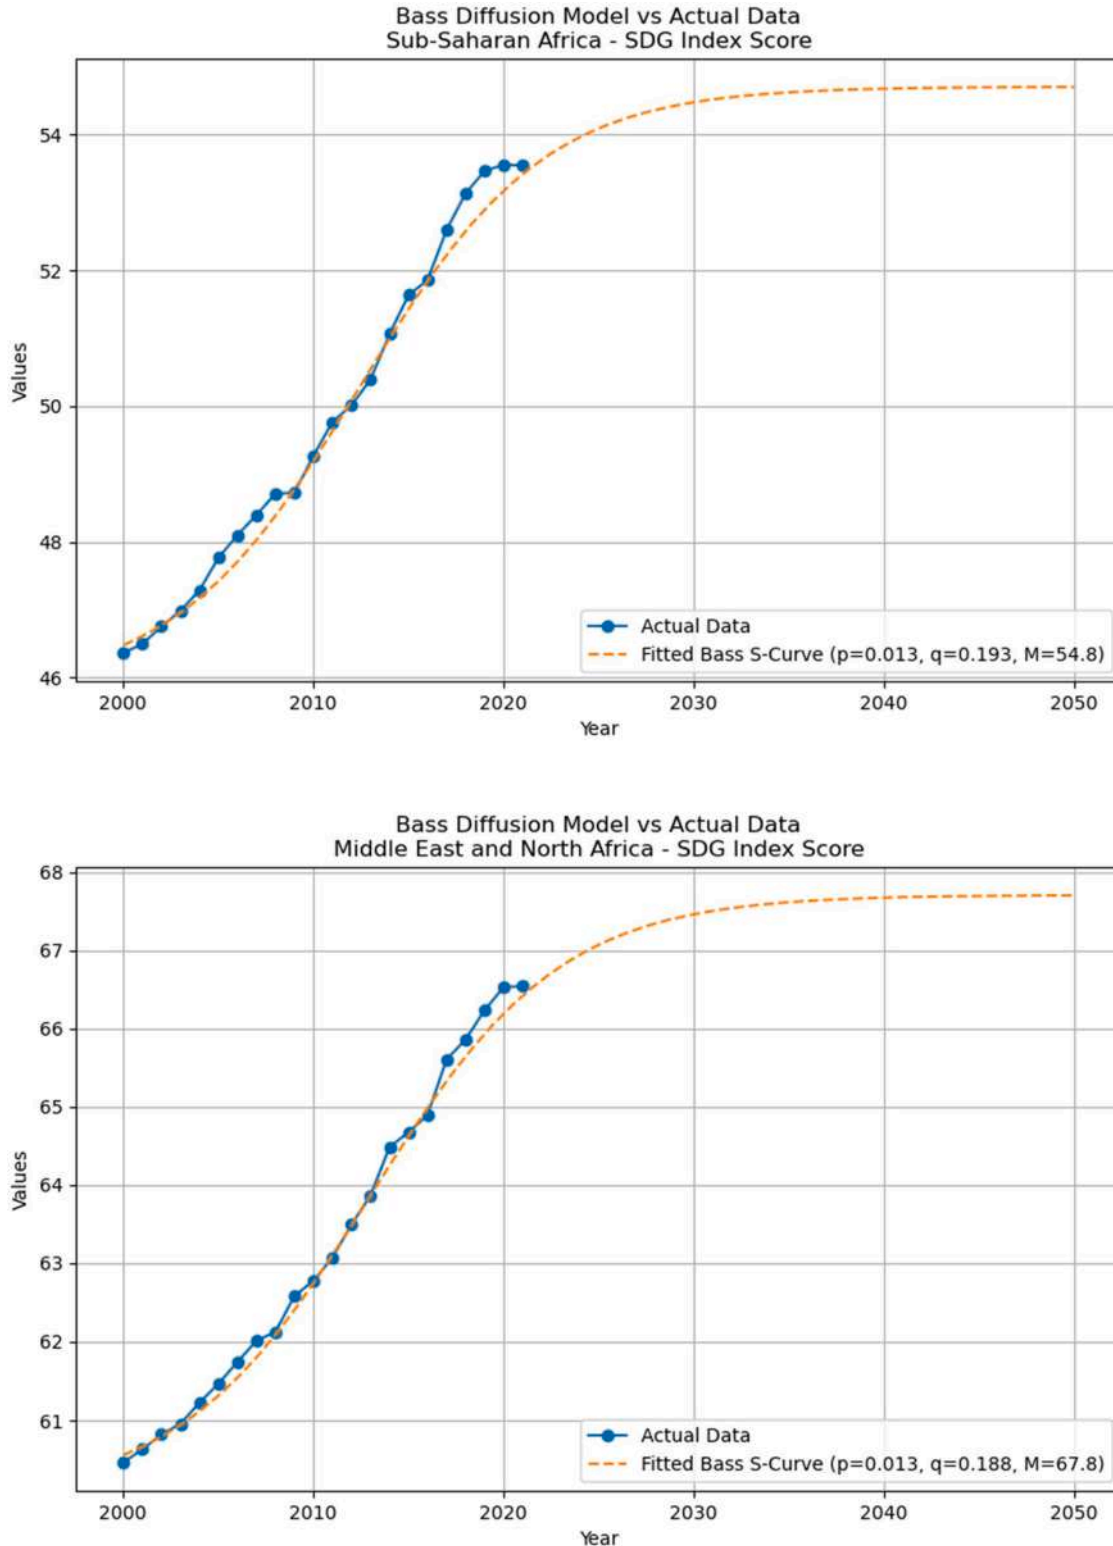 Bass Diffusion Model vs Actual Data
Sub-Saharan Africa - SDG Index Score
Values
54
52
50
48
46
Actual Data
Fitted Bass S-Curve (p=0.013, q=0.193, M=54.8)
2000 2010 2020 2030 2040 2050
Year
Bass Diffusion Model vs Actual Data
Middle East and North Africa - SDG Index Score
Values
68
67
66
65
64
63
62
61
Actual Data
Fitted Bass S-Curve (p=0.013, q=0.188, M=67.8)
2000 2010 2020 2030 2040 2050
Year